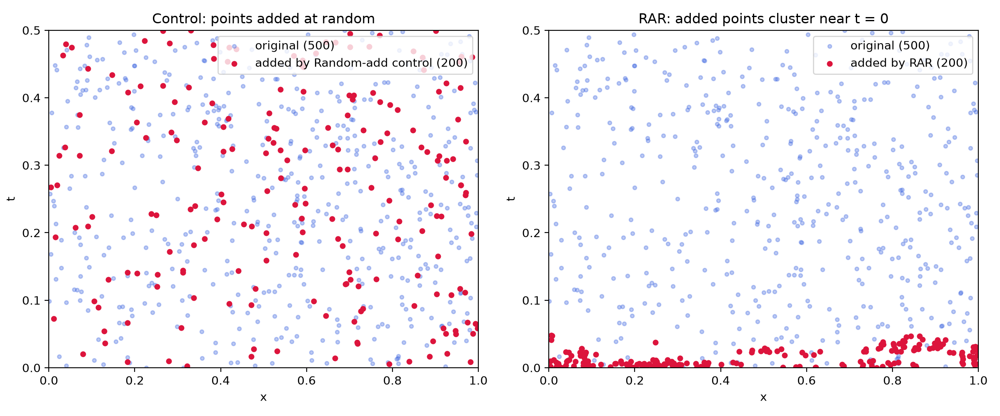 Control: points added at random
0.5
0.4
0.3
0.2
0.1
0.0
t
original (500)
added by Random-add control (200)
0.0 0.2 0.4 0.6 0.8 1.0
x
RAR: added points cluster near t = 0
0.5
0.4
0.3
0.2
0.1
0.0
t
original (500)
added by RAR (200)
0.0 0.2 0.4 0.6 0.8 1.0
x